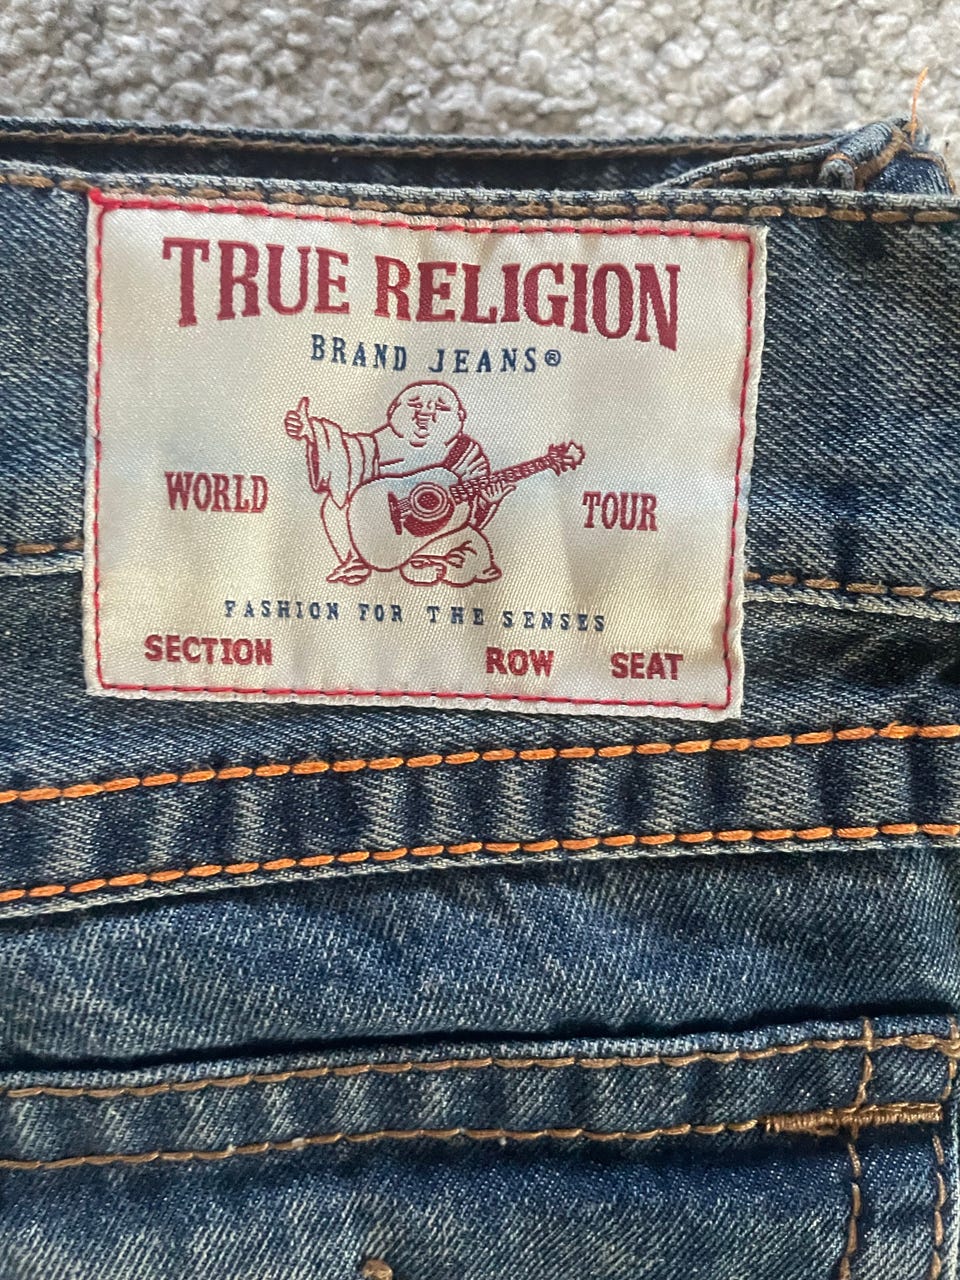 TRUE RELIGION
BRAND JEANS®
WORLD TOUR
FASHION FOR THE SENSES
SECTION ROW SEAT